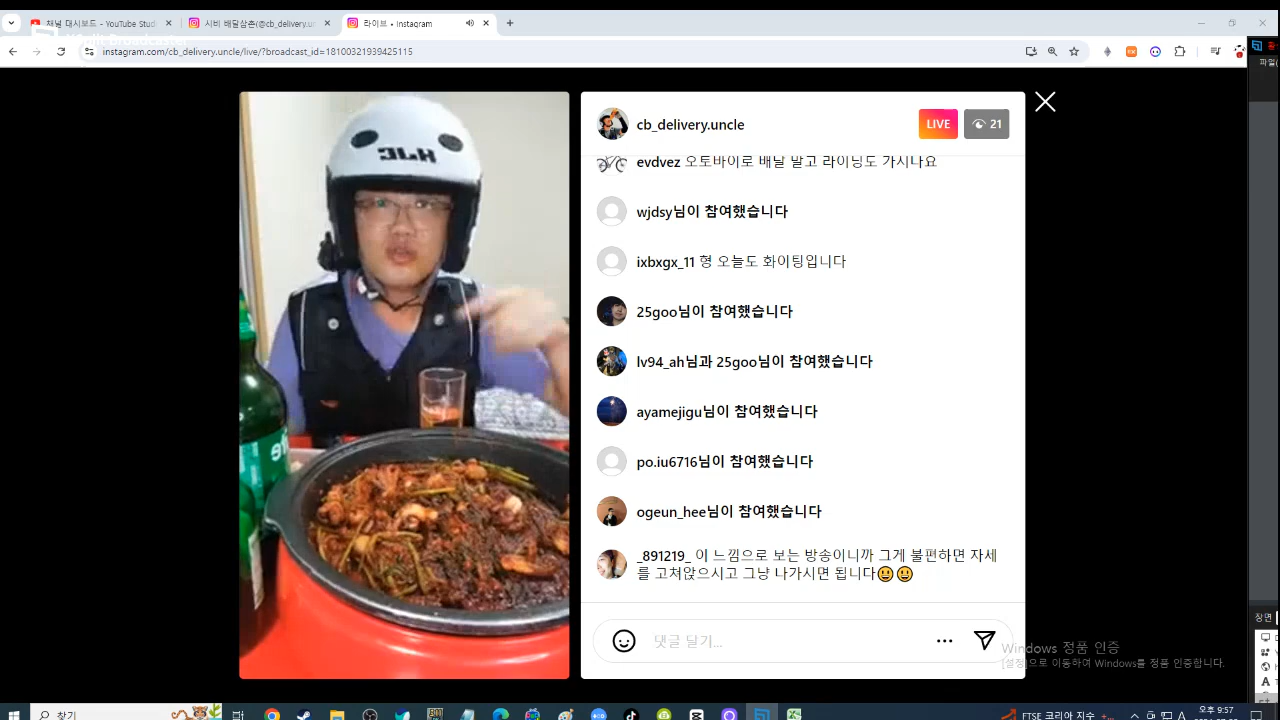 채널 대시보드 - YouTube Stud
시비 배달삼촌(@cb_delivery.u
라이브 • Instagram
instagram.com/cb_delivery.uncle/live/?broadcast_id=18100321939425115
파일(
cb_delivery.uncle
LIVE
21
evdvez 오토바이로 배달 말고 라이딩도 가시나요
wjdsy님이 참여했습니다
ixbxgx_11 형 오늘도 화이팅입니다
25goo님이 참여했습니다
lv94_ah님과 25goo님이 참여했습니다
ayamejigu님이 참여했습니다
po.iu6716님이 참여했습니다
ogeun_hee님이 참여했습니다
_891219_ 이 느낌으로 보는 방송이니까 그게 불편하면 자세
를 고쳐앉으시고 그냥 나가시면 됩니다😃😃
댓글 달기...
장면
Windows 정품 인증
[설정]으로 이동하여 Windows를 정품 인증합니다.
찾기
FTSE 코리아 지수
오후 9:57